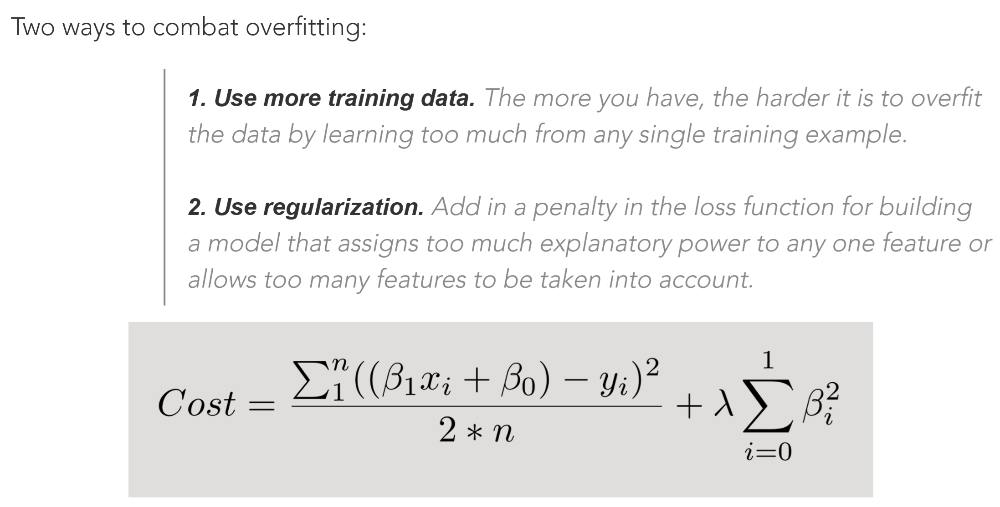 Two ways to combat overfitting:
1. Use more training data. The more you have, the harder it is to overfit
the data by learning too much from any single training example.
2. Use regularization. Add in a penalty in the loss function for building
a model that assigns too much explanatory power to any one feature or
allows too many features to be taken into account.
Cost = \frac{\sum_1^n ((\beta_1 x_i + \beta_0) - y_i)^2}{2 * n} + \lambda \sum_{i=0}^{1} \beta_i^2